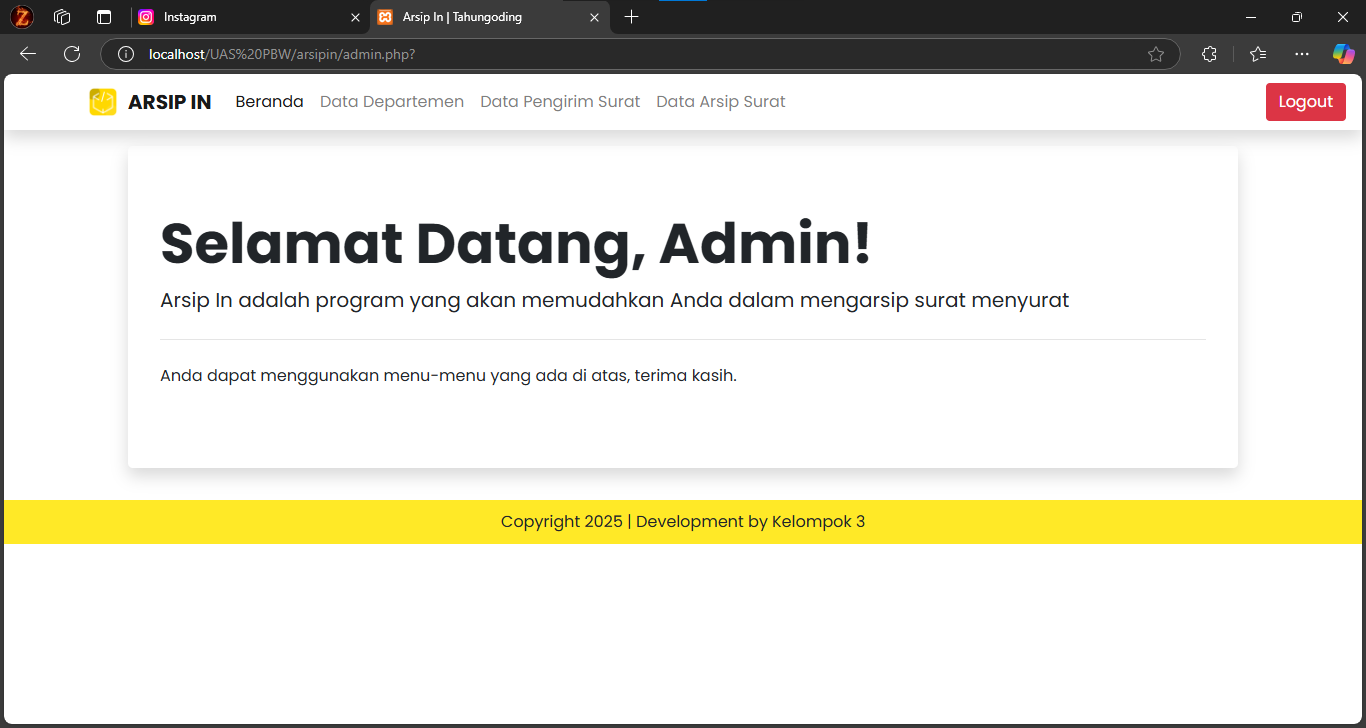 Instagram
Arsip In | Tahungoding
localhost/UAS%20PBW/arsipin/admin.php?
ARSIP IN Beranda Data Departemen Data Pengirim Surat Data Arsip Surat Logout
Selamat Datang, Admin!
Arsip In adalah program yang akan memudahkan Anda dalam mengarsip surat menyurat
Anda dapat menggunakan menu-menu yang ada di atas, terima kasih.
Copyright 2025 | Development by Kelompok 3